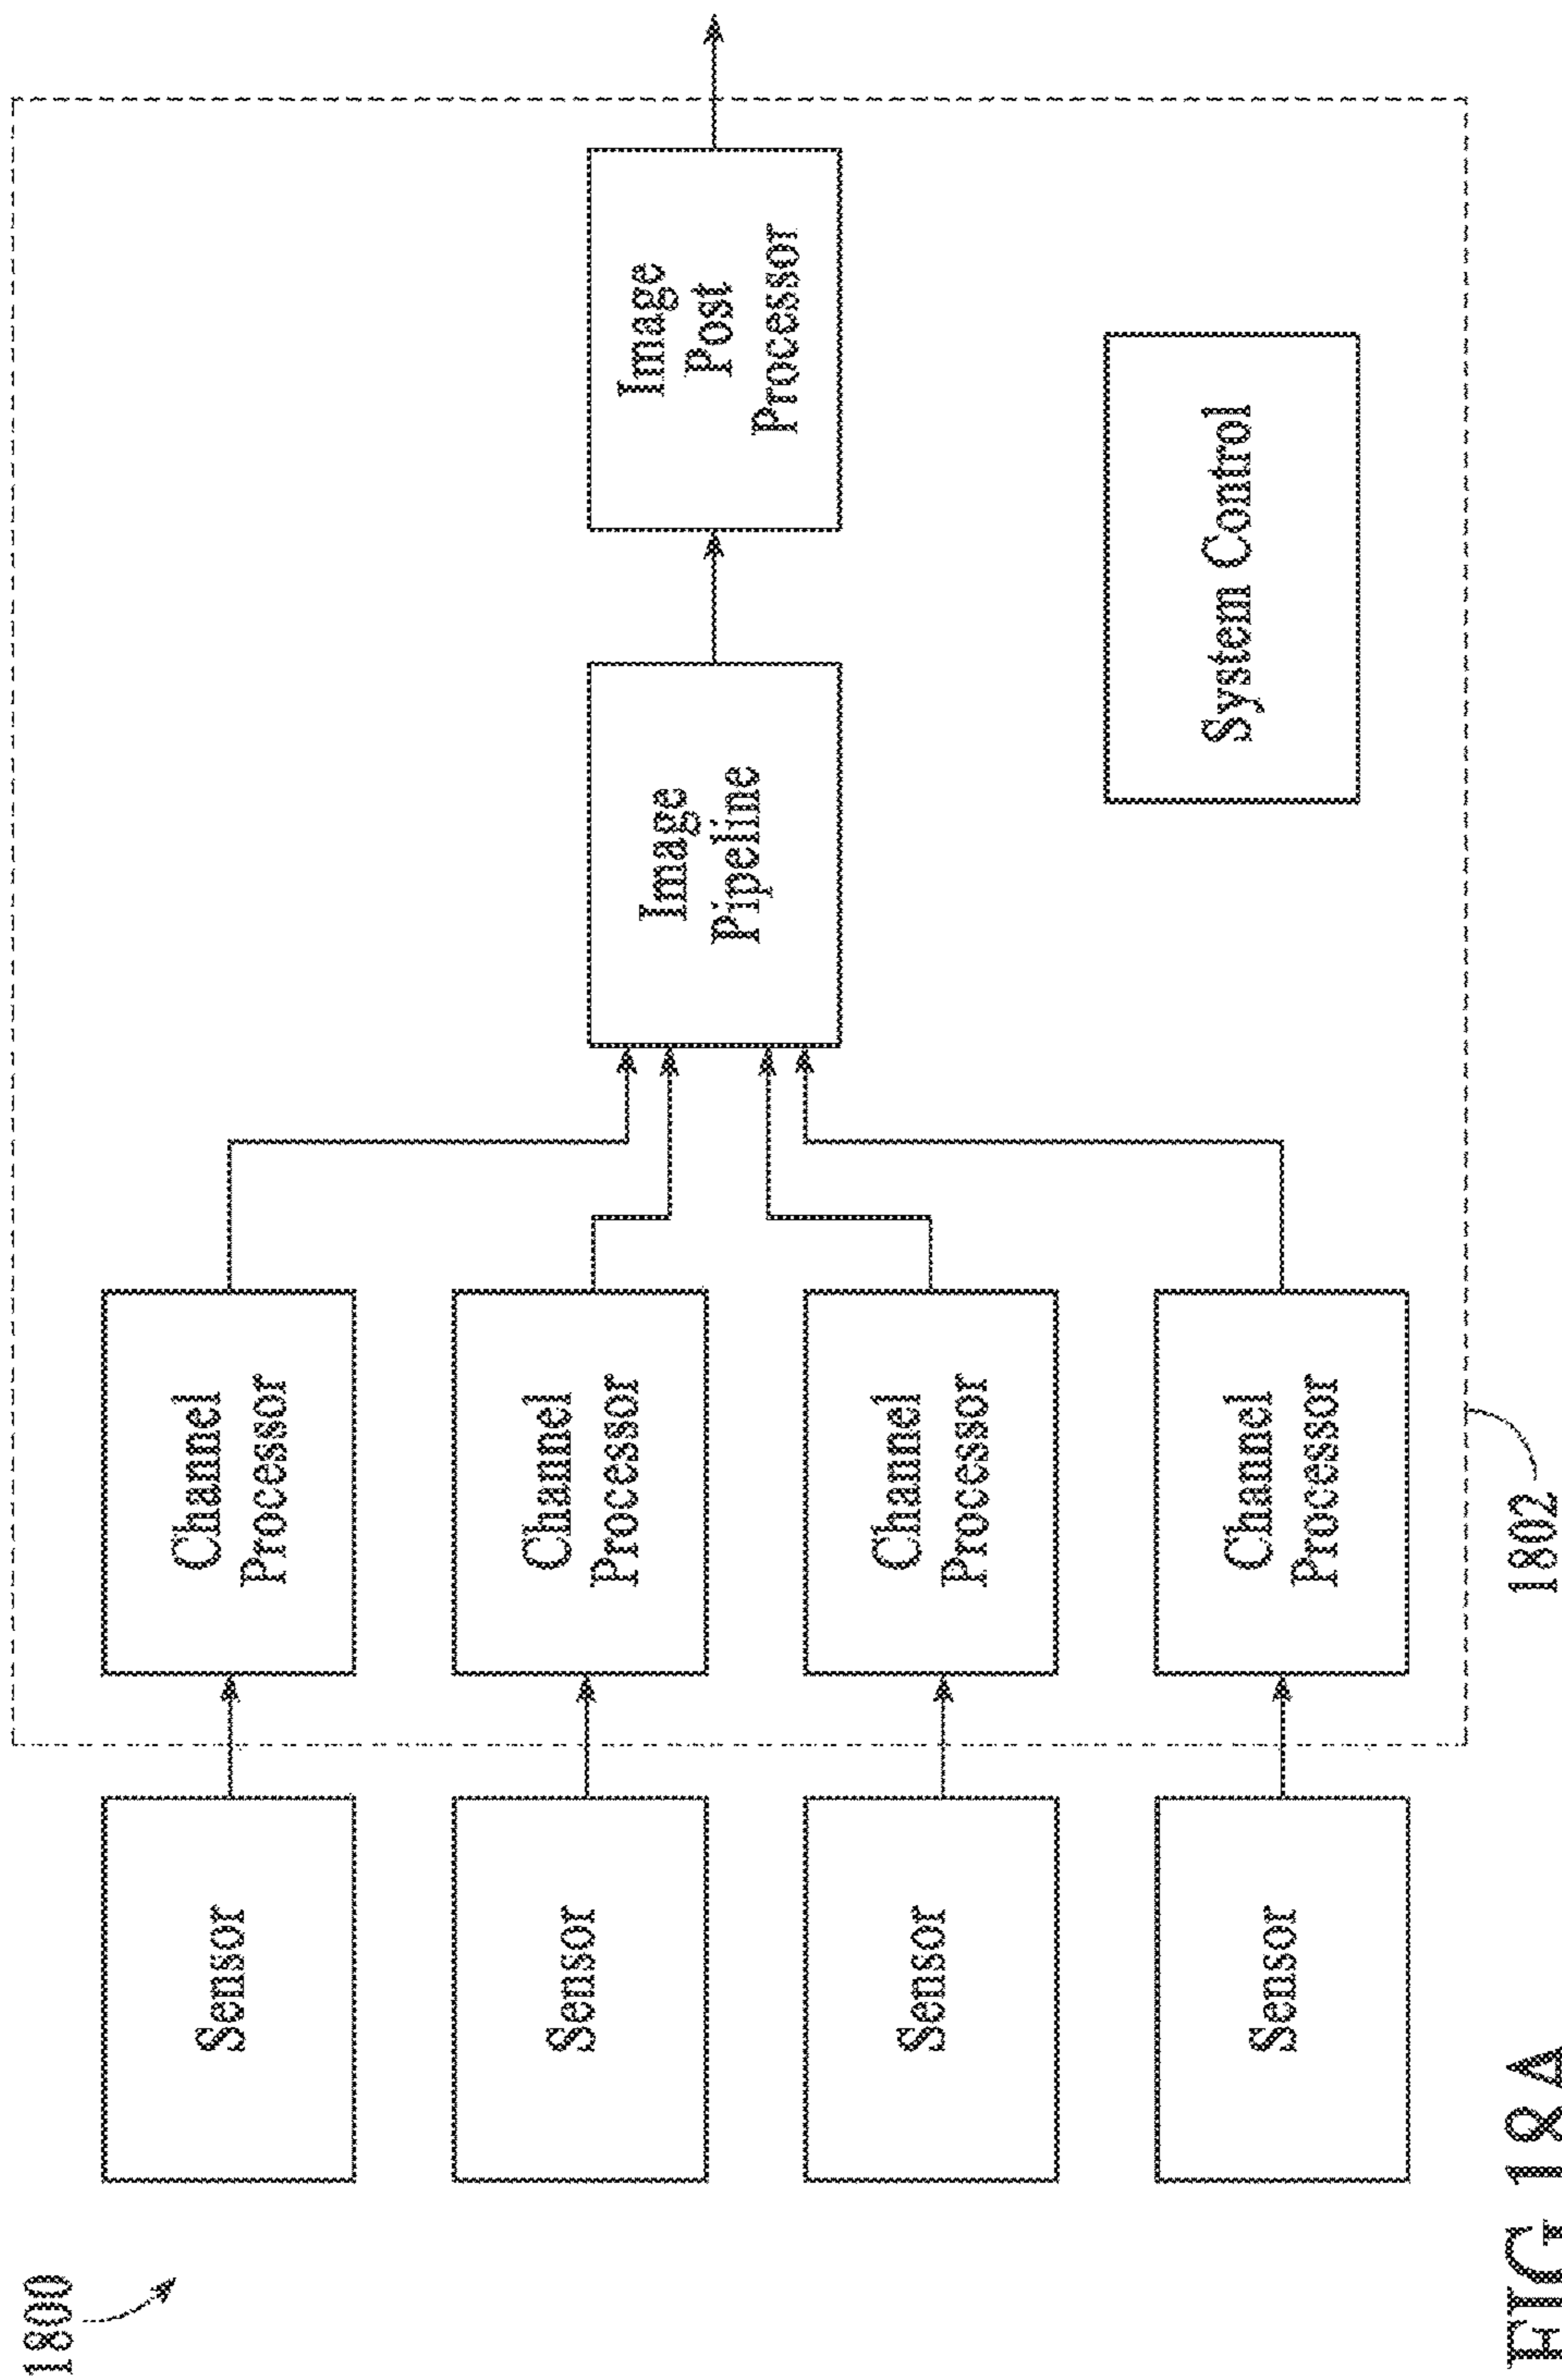 1800
Sensor
Sensor
Sensor
Sensor
Channel
Processor
Channel
Processor
Channel
Processor
Channel
Processor
Image
Pipeline
Image
Post
Processor
System Control
1802
FIG 18A